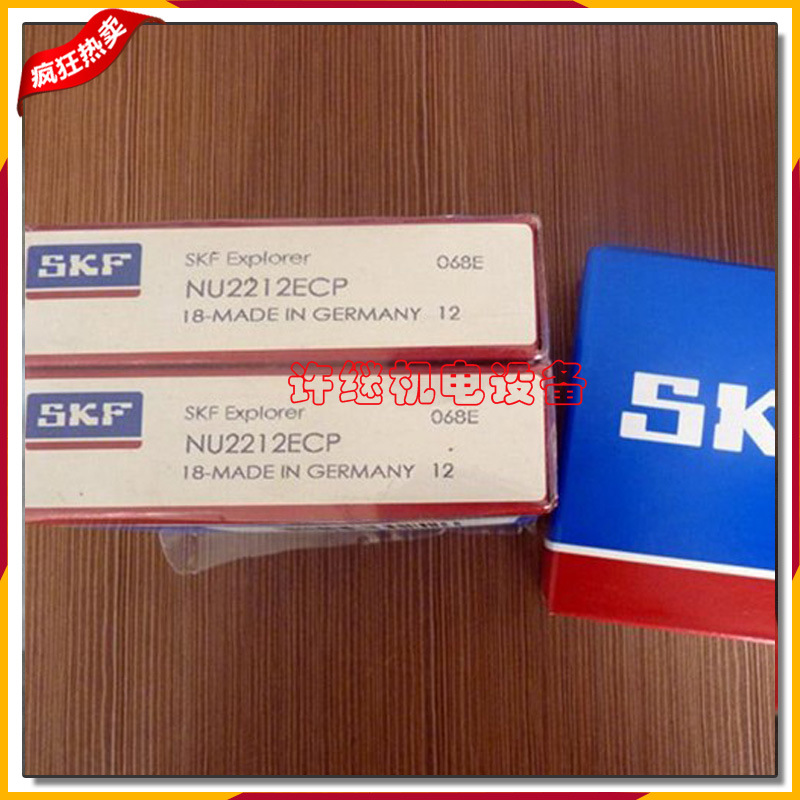 疯狂热卖
SKF
SKF Explorer
068E
NU2212ECP
18-MADE IN GERMANY 12
许继机电设备
SKF
SKF Explorer
068E
NU2212ECP
18-MADE IN GERMANY 12
SK